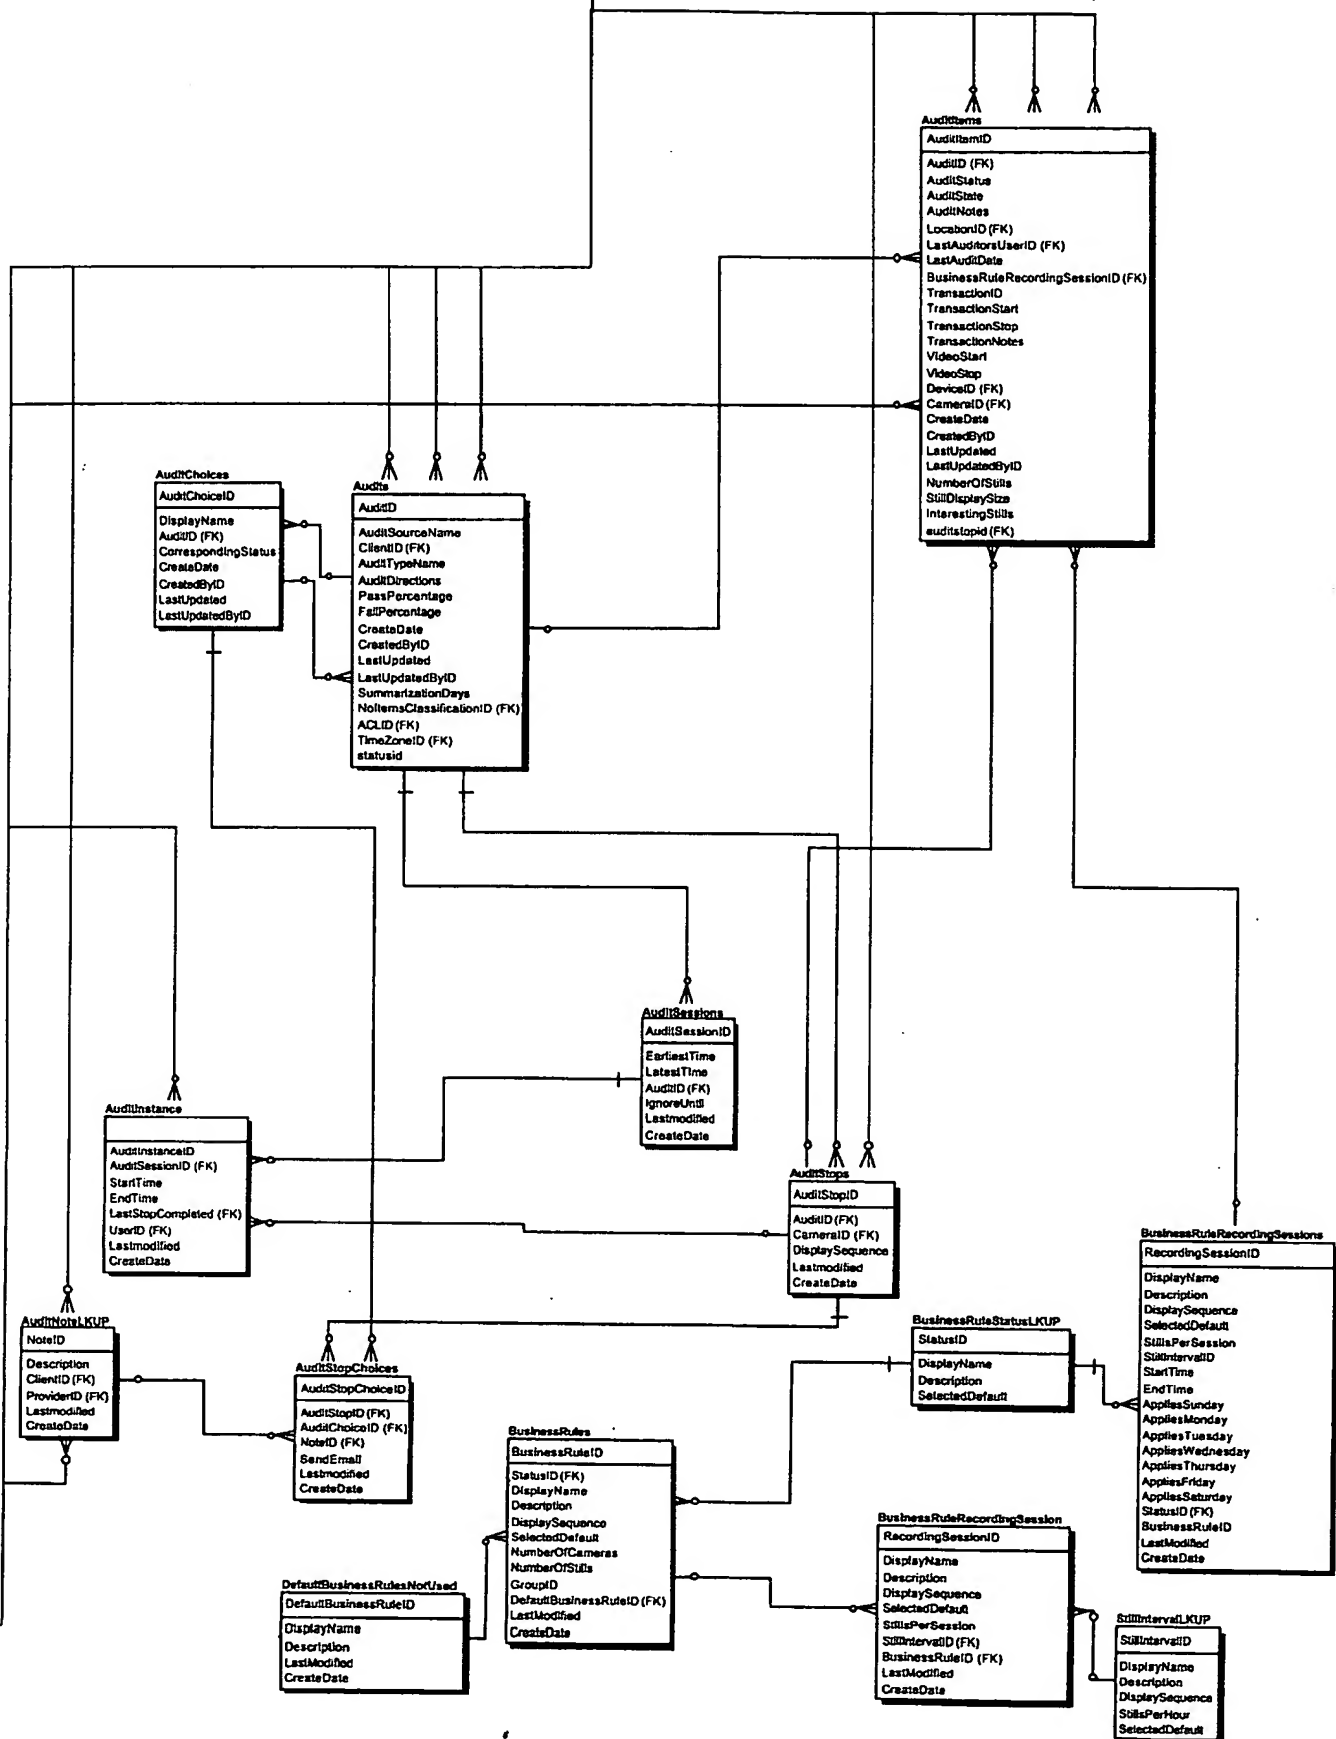 AuditItems
AuditItemID
AuditID (FK)
AuditStatus
AuditState
AuditNotes
LocationID (FK)
LastAuditorsUserID (FK)
LastAuditDate
BusinessRuleRecordingSessionID (FK)
TransactionID
TransactionStart
TransactionStop
TransactionNotes
VideoStart
VideoStop
DeviceID (FK)
CameraID (FK)
CreateDate
CreatedByID
LastUpdated
LastUpdatedByID
NumberOfStills
StillDisplaySize
InterestingStills
auditstopid (FK)
AuditChoices
AuditChoiceID
DisplayName
AuditID (FK)
CorrespondingStatus
CreateDate
CreatedByID
LastUpdated
LastUpdatedByID
Audits
AuditID
AuditSourceName
ClientID (FK)
AuditTypeName
AuditDirections
PassPercentage
FailPercentage
CreateDate
CreatedByID
LastUpdated
LastUpdatedByID
SummarizationDays
NoItemsClassificationID (FK)
ACLID (FK)
TimeZoneID (FK)
statusid
AuditSessions
AuditSessionID
EarliestTime
LatestTime
AuditID (FK)
IgnoreUntil
Lastmodified
CreateDate
AuditInstance
AuditInstanceID
AuditSessionID (FK)
StartTime
EndTime
LastStopCompleted (FK)
UserID (FK)
Lastmodified
CreateDate
AuditStops
AuditStopID
AuditID (FK)
CameraID (FK)
DisplaySequence
Lastmodified
CreateDate
BusinessRuleRecordingSessions
RecordingSessionID
DisplayName
Description
DisplaySequence
SelectedDefault
StillsPerSession
StillIntervalID
StartTime
EndTime
AppliesSunday
AppliesMonday
AppliesTuesday
AppliesWednesday
AppliesThursday
AppliesFriday
AppliesSaturday
StatusID (FK)
BusinessRuleID
LastModified
CreateDate
AuditNoteLKUP
NoteID
Description
ClientID (FK)
ProviderID (FK)
Lastmodified
CreateDate
AuditStopChoices
AuditStopChoiceID
AuditStopID (FK)
AuditChoiceID (FK)
NoteID (FK)
SendEmail
Lastmodified
CreateDate
BusinessRuleStatusLKUP
StatusID
DisplayName
Description
SelectedDefault
BusinessRules
BusinessRuleID
StatusID (FK)
DisplayName
Description
DisplaySequence
SelectedDefault
NumberOfCameras
NumberOfStills
GroupID
DefaultBusinessRuleID (FK)
LastModified
CreateDate
BusinessRuleRecordingSession
RecordingSessionID
DisplayName
Description
DisplaySequence
SelectedDefault
StillsPerSession
StillIntervalID (FK)
BusinessRuleID (FK)
LastModified
CreateDate
DefaultBusinessRulesNotUsed
DefaultBusinessRuleID
DisplayName
Description
LastModified
CreateDate
StillIntervalLKUP
StillIntervalID
DisplayName
Description
DisplaySequence
StillsPerHour
SelectedDefault